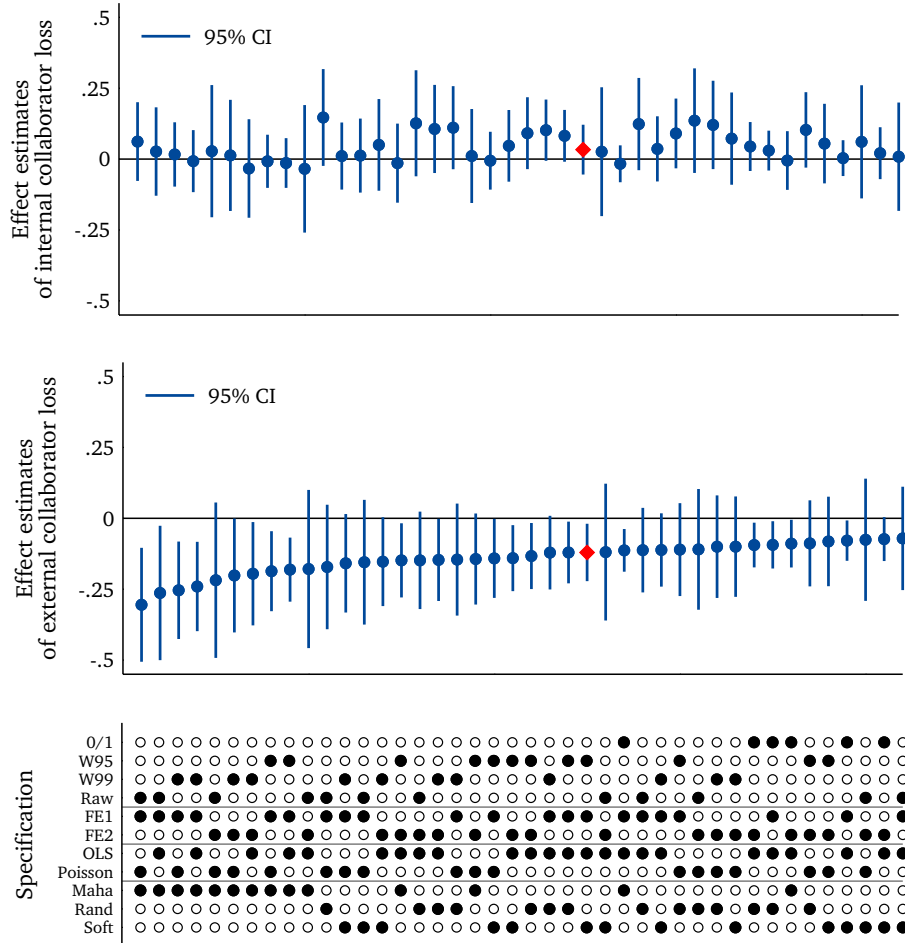 .5
95% CI
.25
0
-.25
-.5
Effect estimates
of internal collaborator loss
.5
95% CI
.25
0
-.25
-.5
Effect estimates
of external collaborator loss
Specification
0/1
W95
W99
Raw
FE1
FE2
OLS
Poisson
Maha
Rand
Soft